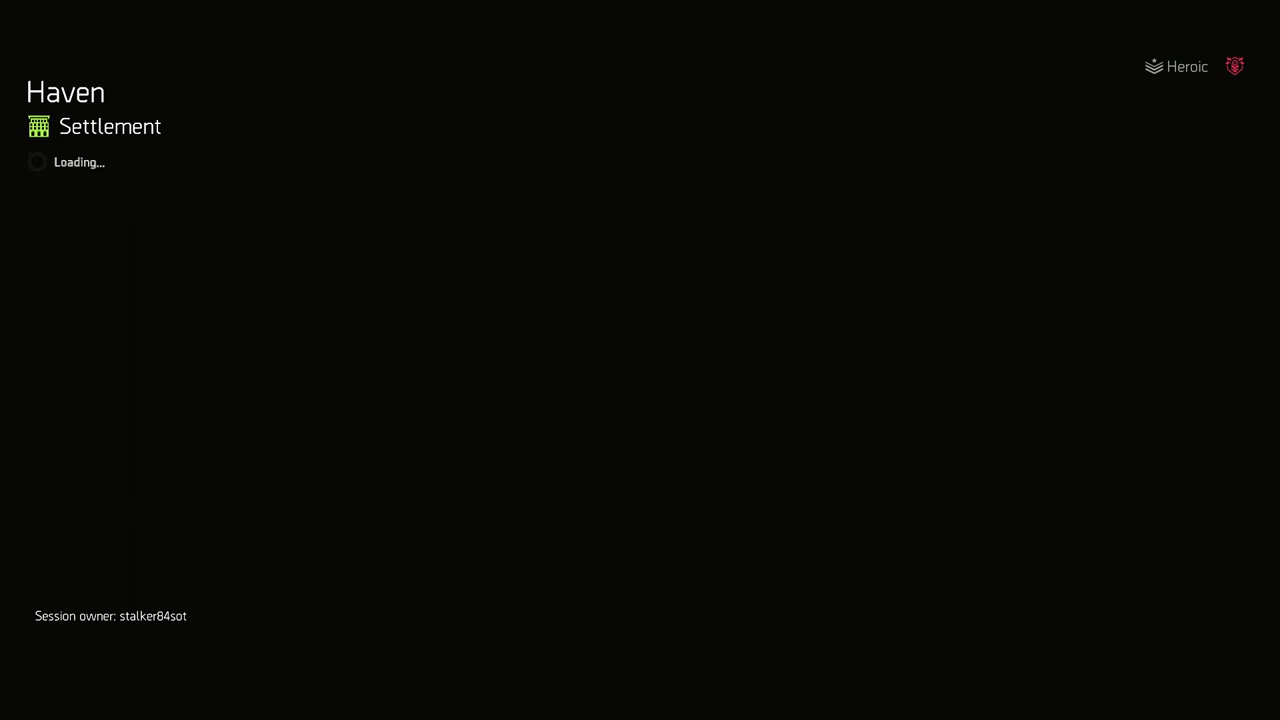 Heroic
Haven
Settlement
Loading...
Session owner: stalker84sot